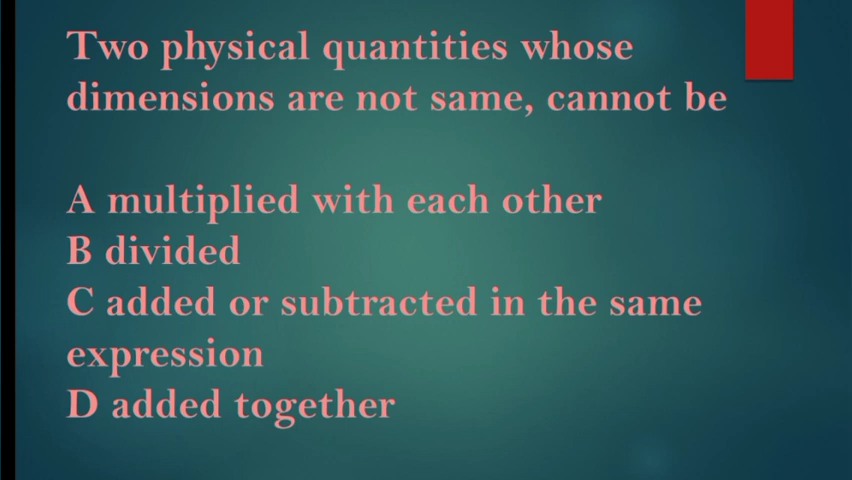 Two physical quantities whose
dimensions are not same, cannot be
A multiplied with each other
B divided
C added or subtracted in the same
expression
D added together